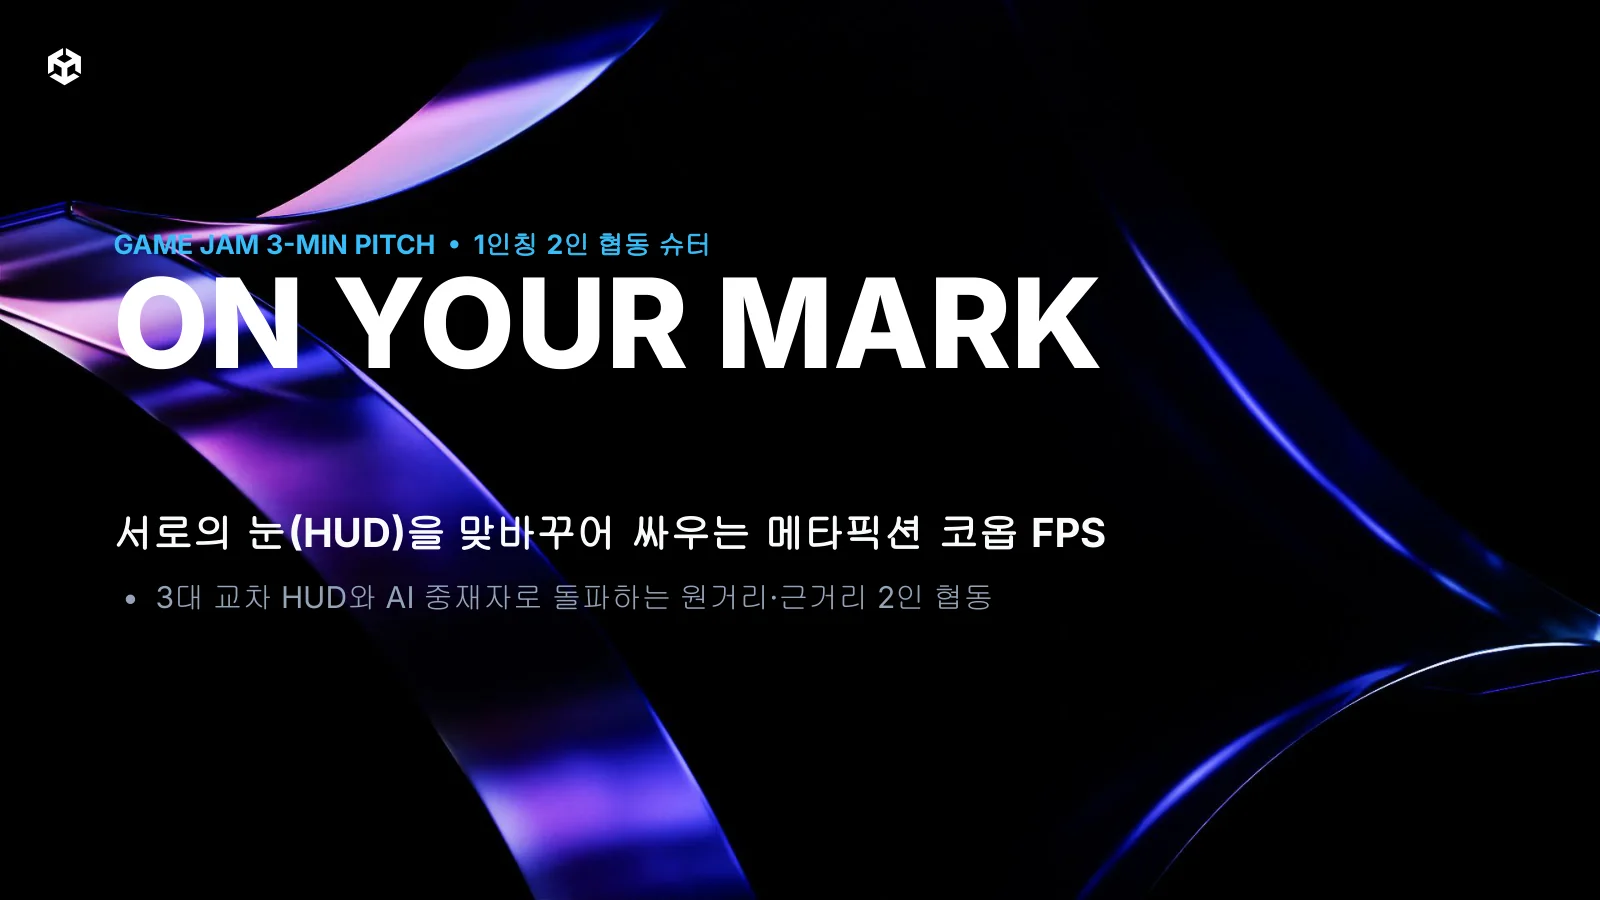 GAME JAM 3-MIN PITCH • 1인칭 2인 협동 슈터
ON YOUR MARK
서로의 눈(HUD)을 맞바꾸어 싸우는 메타픽션 코옵 FPS
• 3대 교차 HUD와 AI 중재자로 돌파하는 원거리·근거리 2인 협동